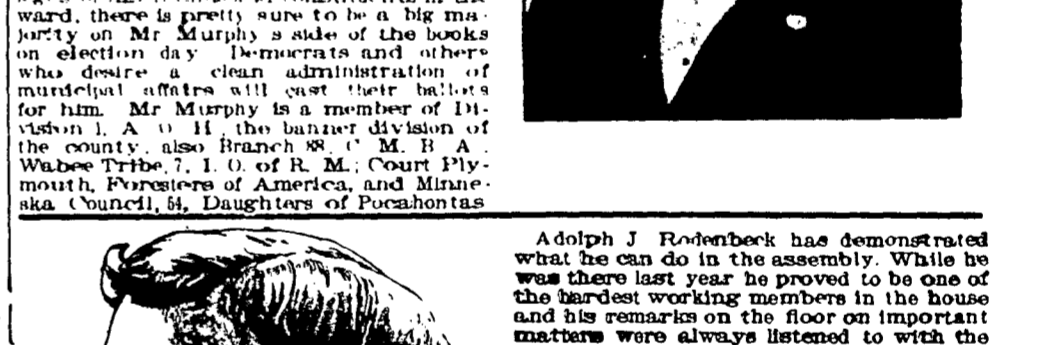 ward, there is pretty sure to be a big ma-
jority on Mr Murphy s side of the books
on election day Democrats and others
who desire a clean administration of
municipal affairs will cast their ballots
for him. Mr Murphy is a member of Di-
vision 1, A O H, the banner division of
the county, also Branch 88, C M. B A.
Wabee Tribe, 7, I. O. of R. M.; Court Ply-
mouth, Foresters of America, and Minne-
ska Council, 54, Daughters of Pocahontas
Adolph J Rodenbeck has demonstrated
what he can do in the assembly. While he
was there last year he proved to be one of
the hardest working members in the house
and his remarks on the floor on important
matters were always listened to with the